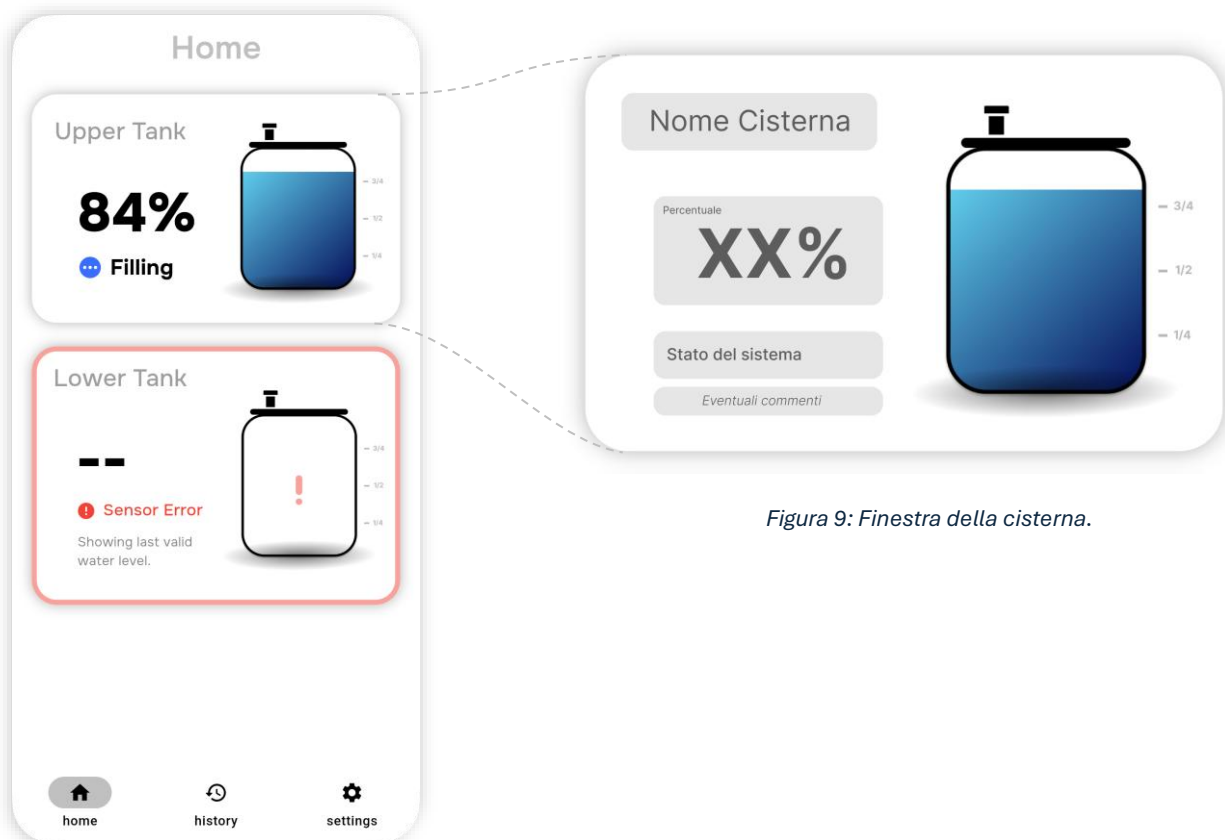 Home
Upper Tank
84%
Filling
3/4
1/2
1/4
Lower Tank
--
Sensor Error
Showing last valid
water level.
!
3/4
1/2
1/4
home
history
settings
Nome Cisterna
Percentuale
XX%
Stato del sistema
Eventuali commenti
3/4
1/2
1/4
Figura 9: Finestra della cisterna.